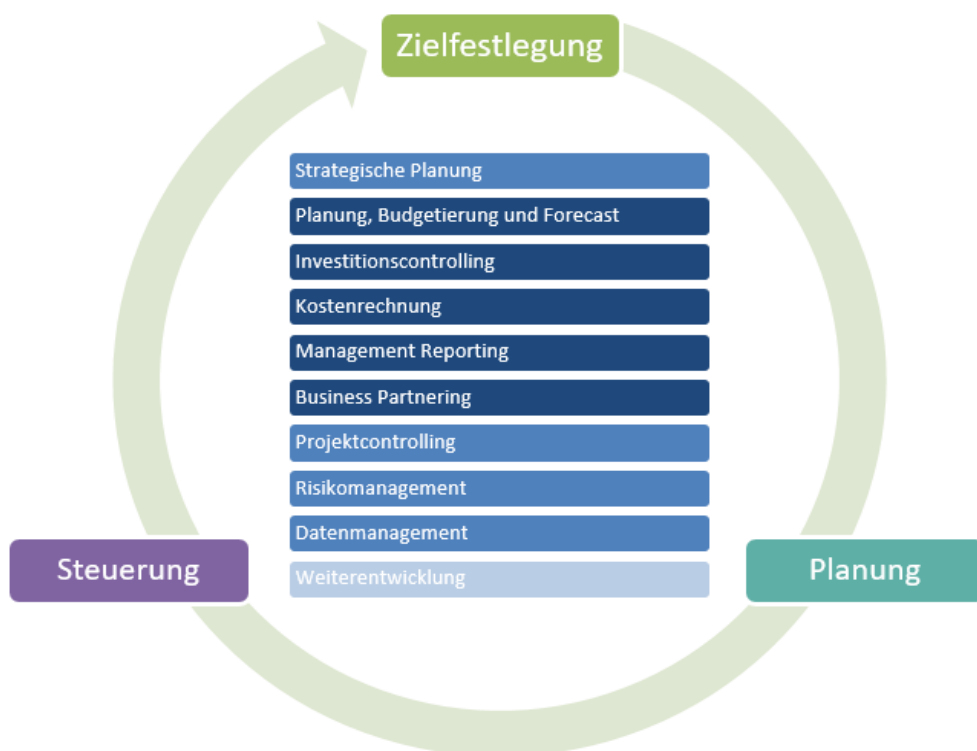 Zielfestlegung
Strategische Planung
Planung, Budgetierung und Forecast
Investitionscontrolling
Kostenrechnung
Management Reporting
Business Partnering
Projektcontrolling
Risikomanagement
Datenmanagement
Weiterentwicklung
Steuerung
Planung